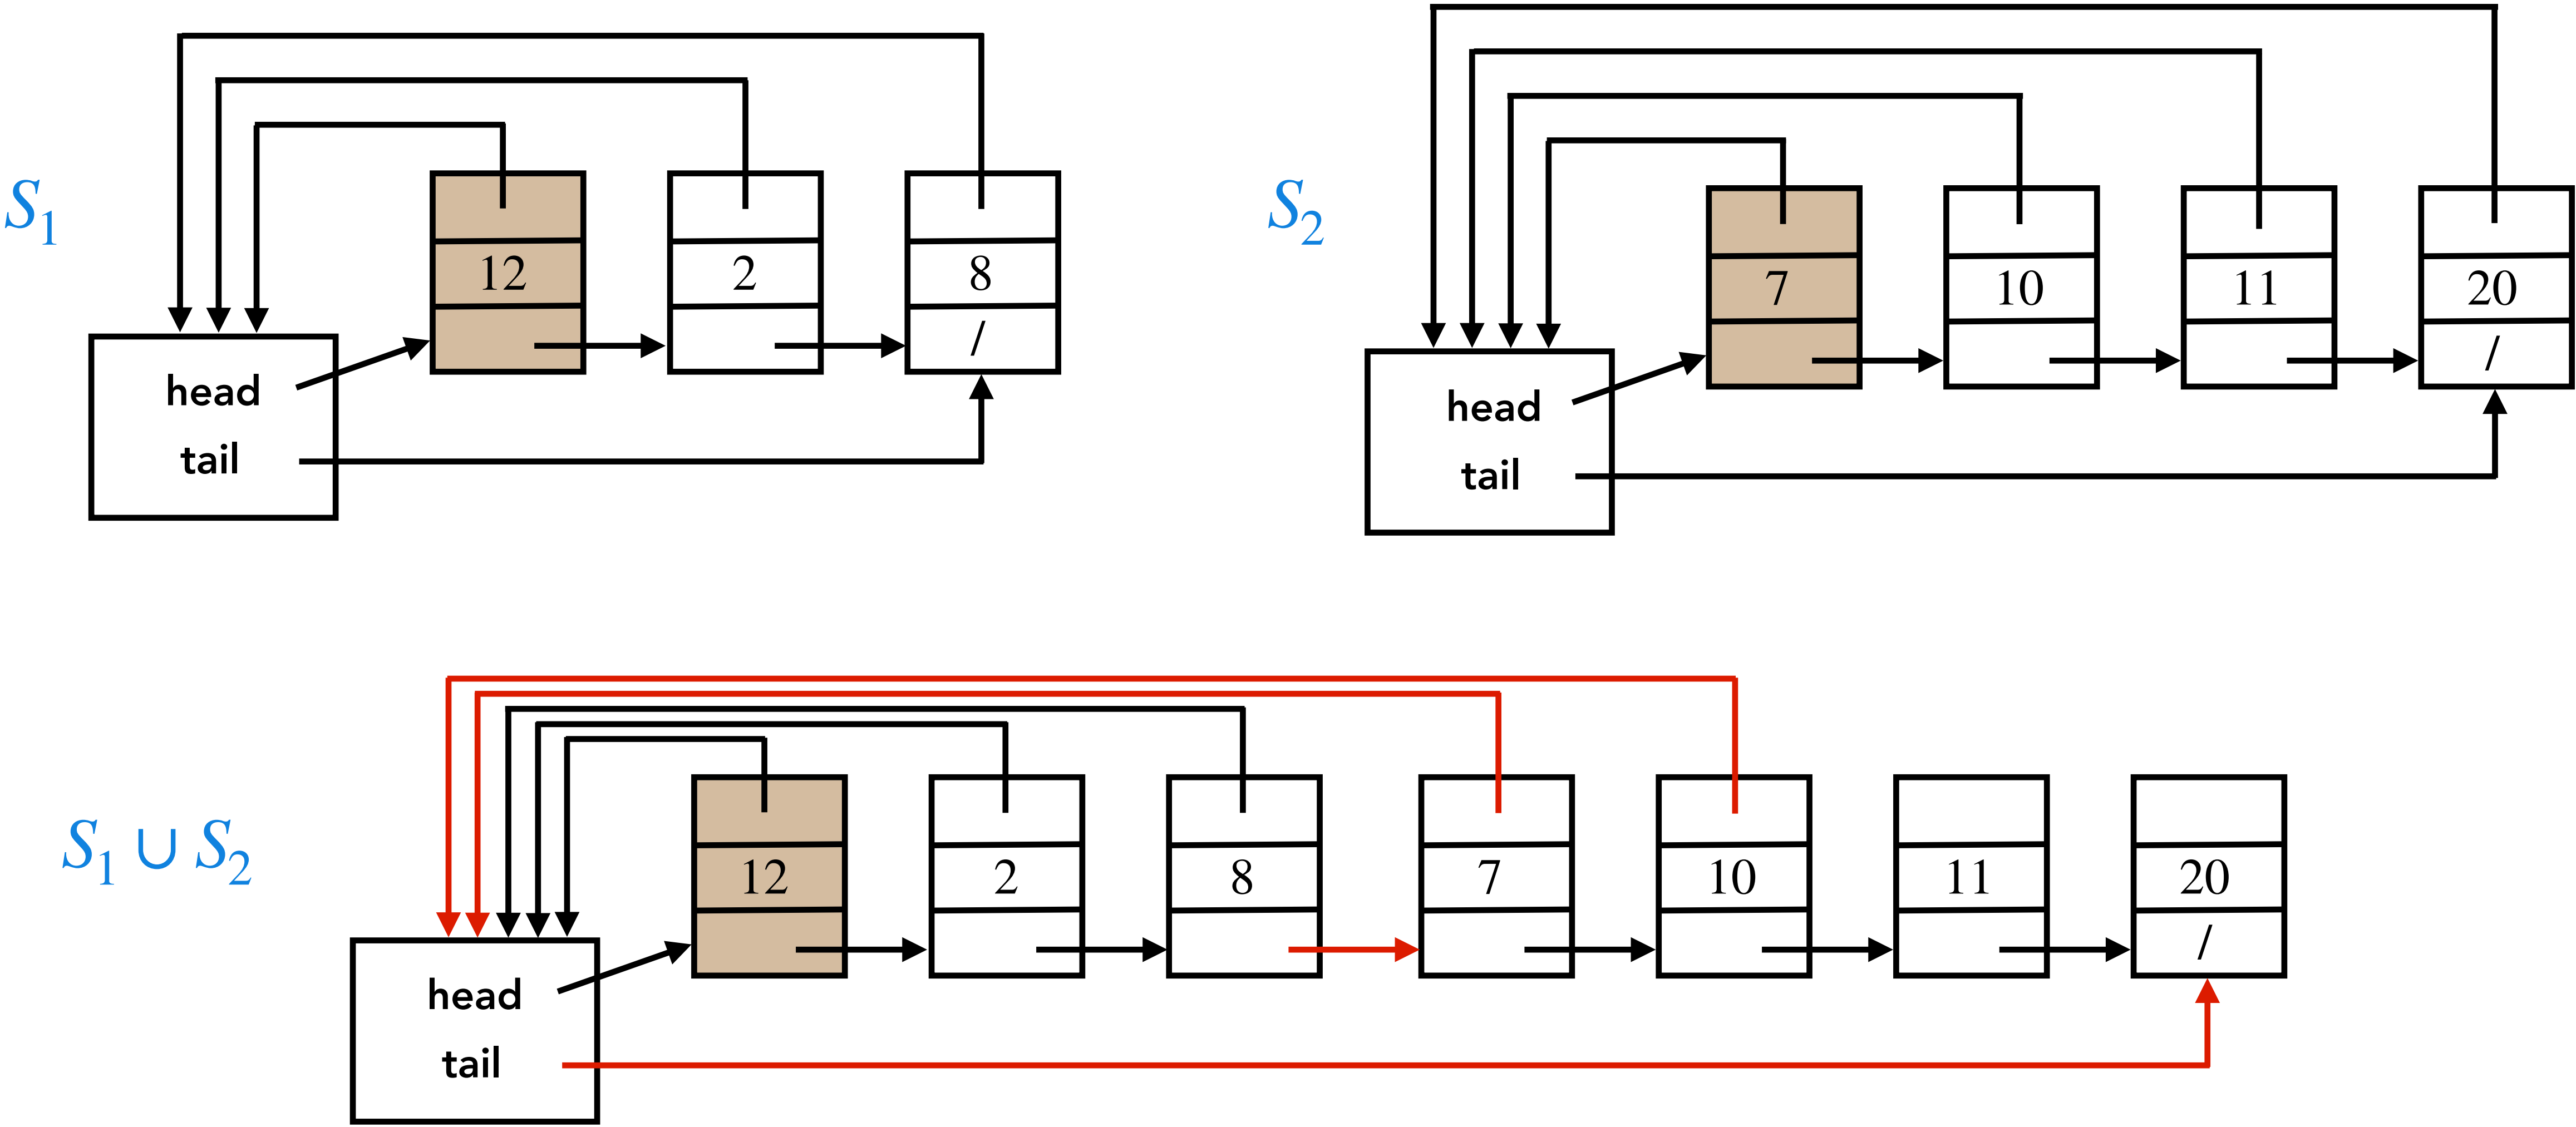 S₁
12 2 8
/
head
tail
S₂
7 10 11 20
/
head
tail
S₁ ∪ S₂
12 2 8 7 10 11 20
/
head
tail